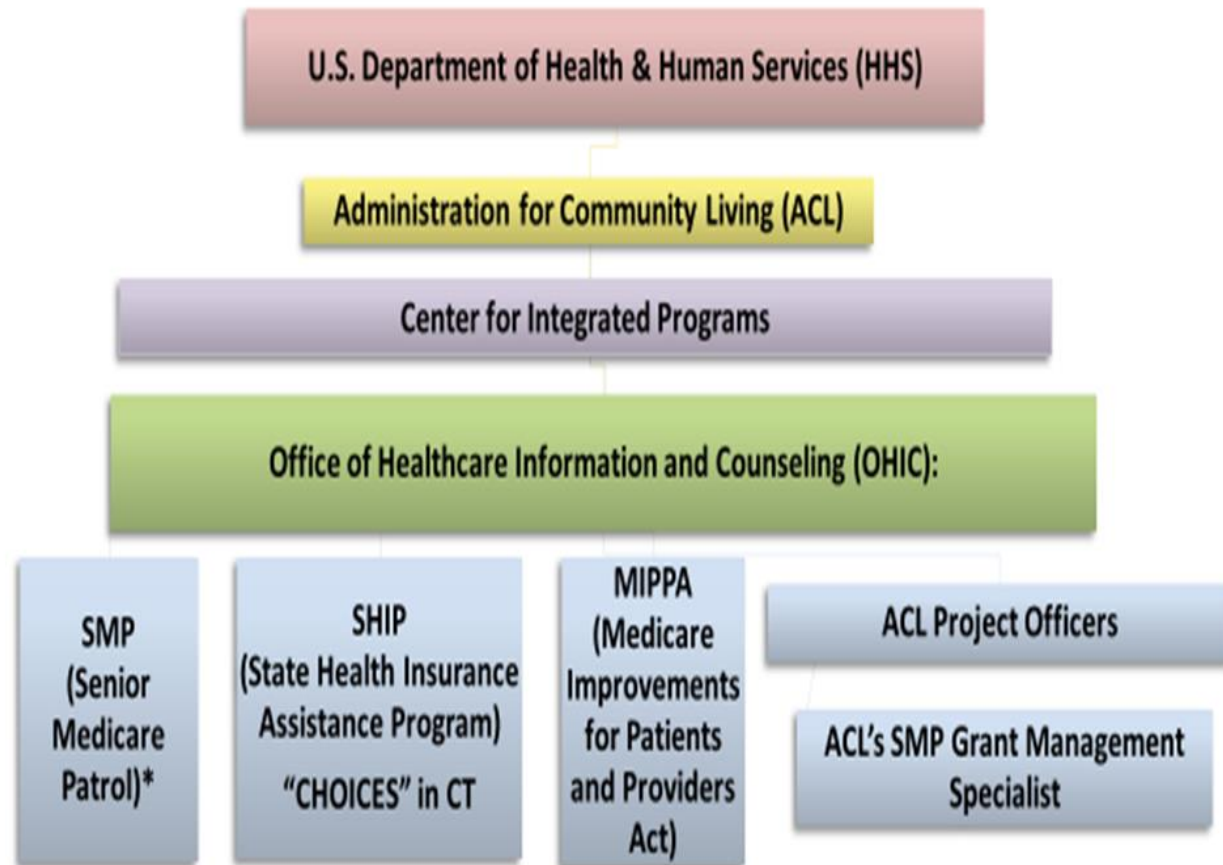 U.S. Department of Health & Human Services (HHS)
Administration for Community Living (ACL)
Center for Integrated Programs
Office of Healthcare Information and Counseling (OHIC):
SMP
(Senior
Medicare
Patrol)*
SHIP
(State Health Insurance
Assistance Program)
“CHOICES” in CT
MIPPA
(Medicare
Improvements
for Patients
and Providers
Act)
ACL Project Officers
ACL’s SMP Grant Management
Specialist